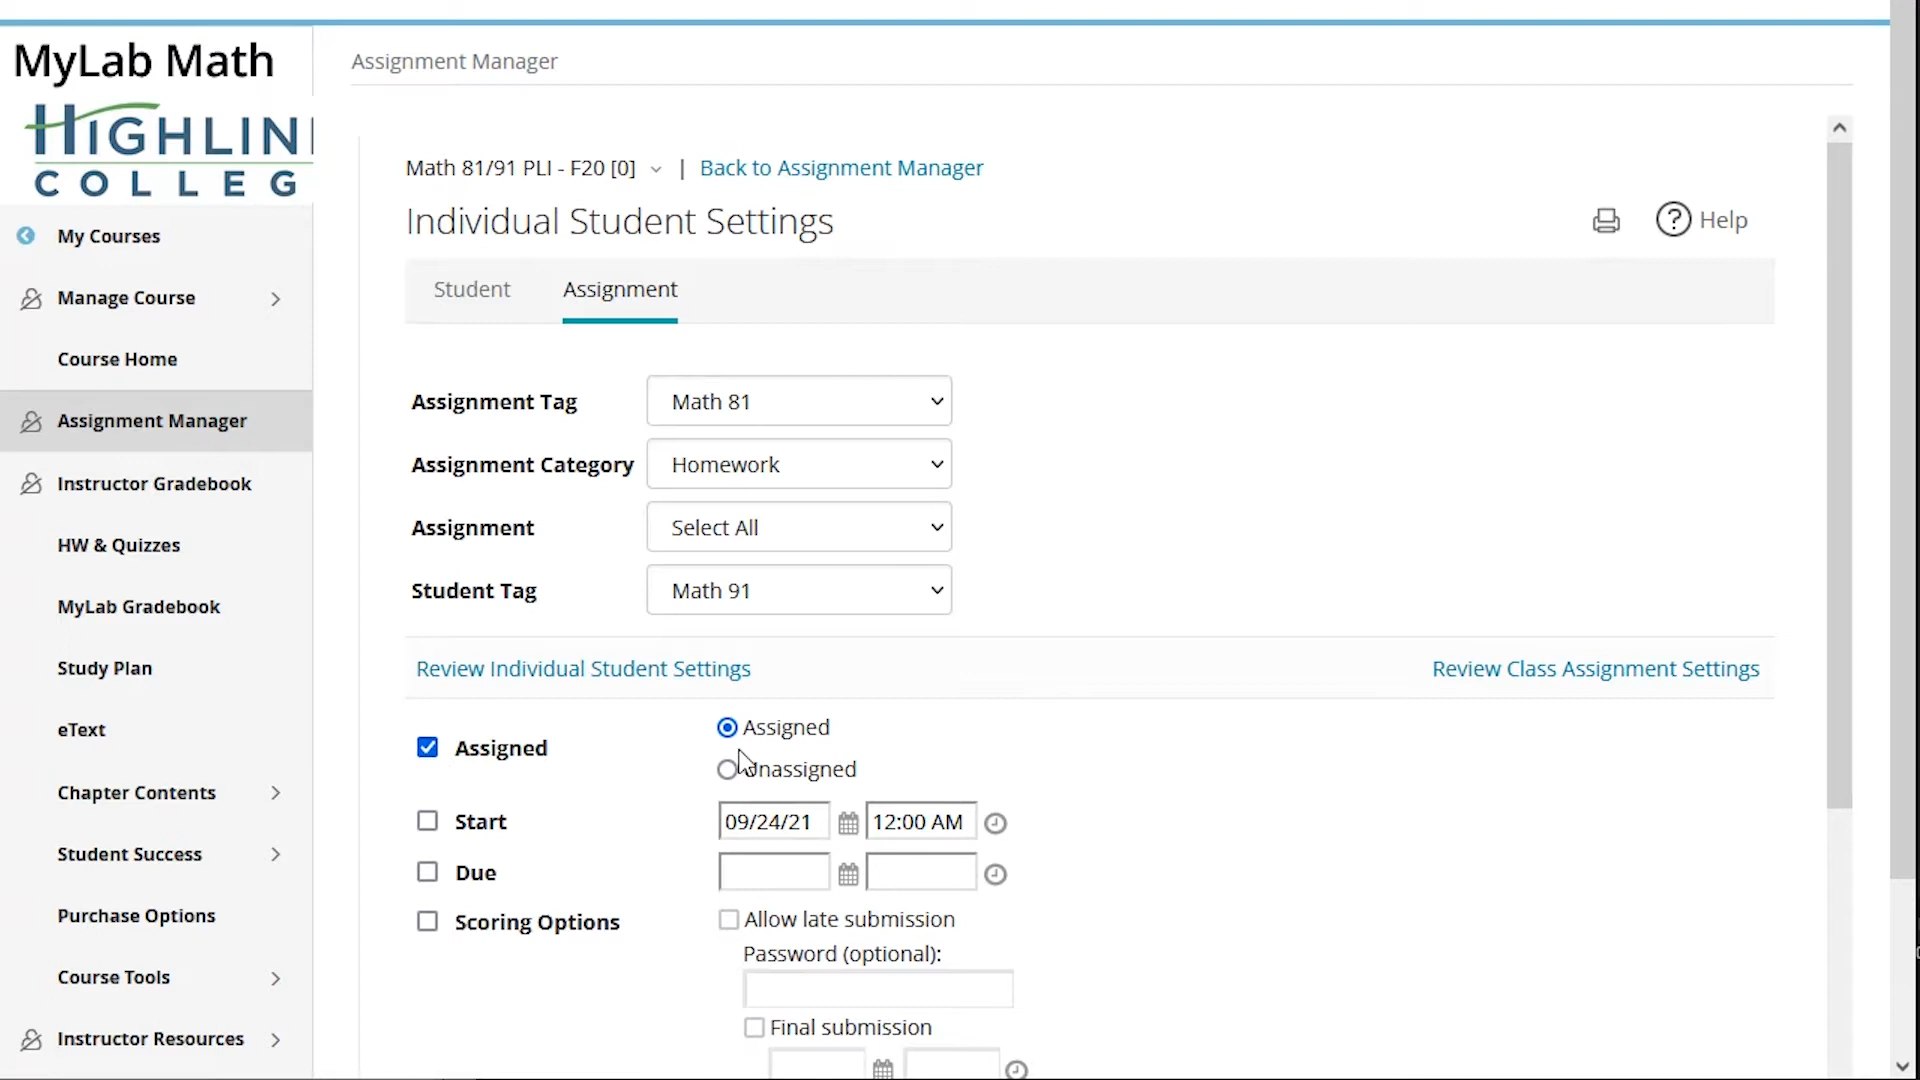 MyLab Math
HIGHLIN
COLLEG
My Courses
Manage Course
Course Home
Assignment Manager
Instructor Gradebook
HW & Quizzes
MyLab Gradebook
Study Plan
eText
Chapter Contents
Student Success
Purchase Options
Course Tools
Instructor Resources
Assignment Manager
Math 81/91 PLI - F20 [0] | Back to Assignment Manager
Individual Student Settings
Help
Student Assignment
Assignment Tag Math 81
Assignment Category Homework
Assignment Select All
Student Tag Math 91
Review Individual Student Settings Review Class Assignment Settings
Assigned
Assigned
Unassigned
Start 09/24/21 12:00 AM
Due
Scoring Options Allow late submission
Password (optional):
Final submission